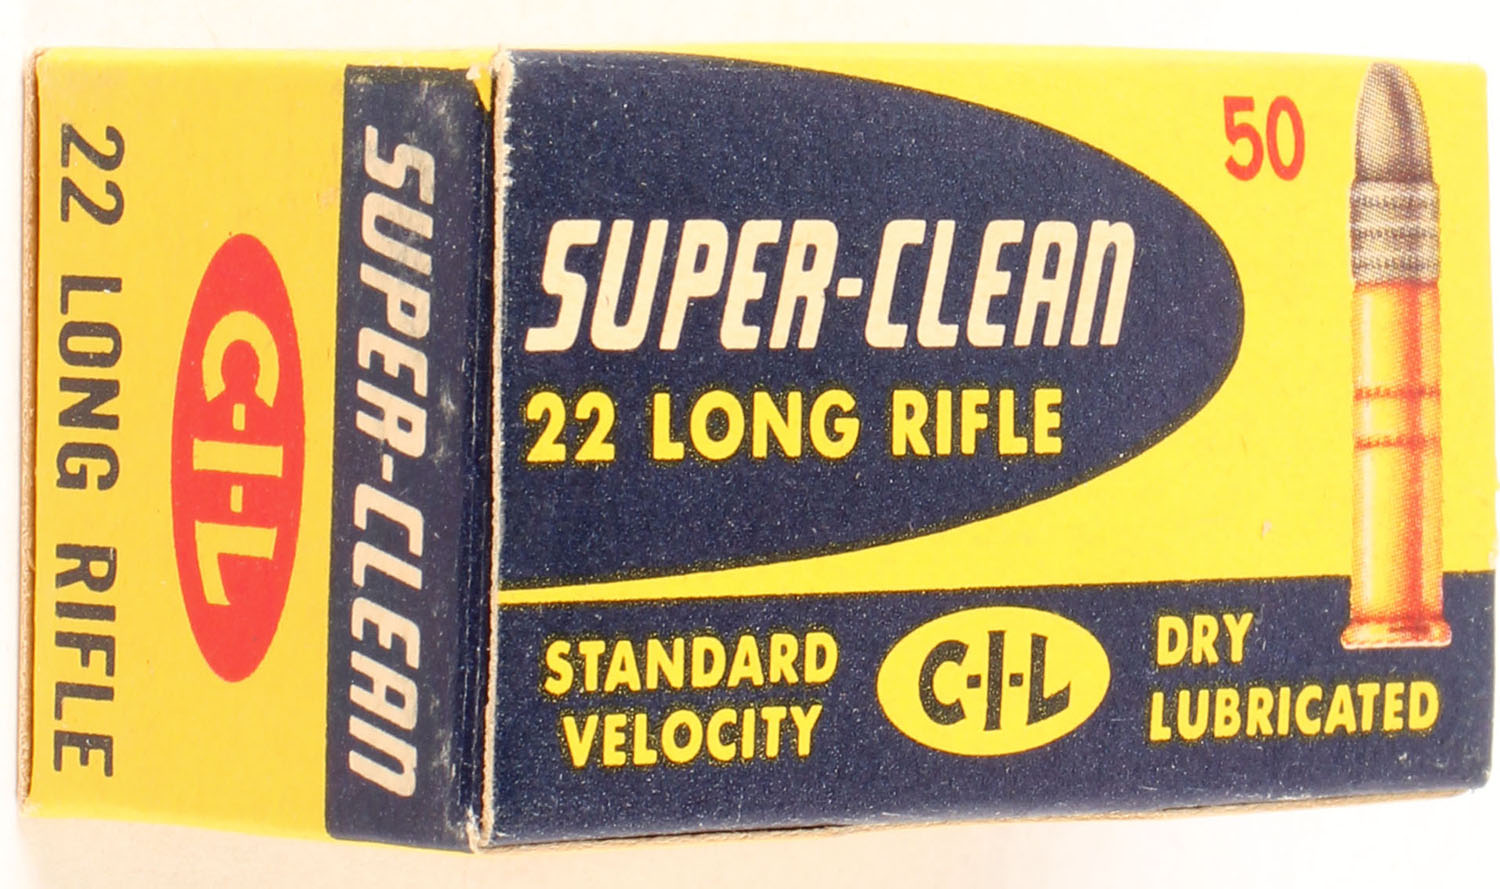 50
SUPER-CLEAN
22 LONG RIFLE
STANDARD
VELOCITY
C-I-L
DRY
LUBRICATED
SUPER-CLEAN
C-I-L
22 LONG RIFLE